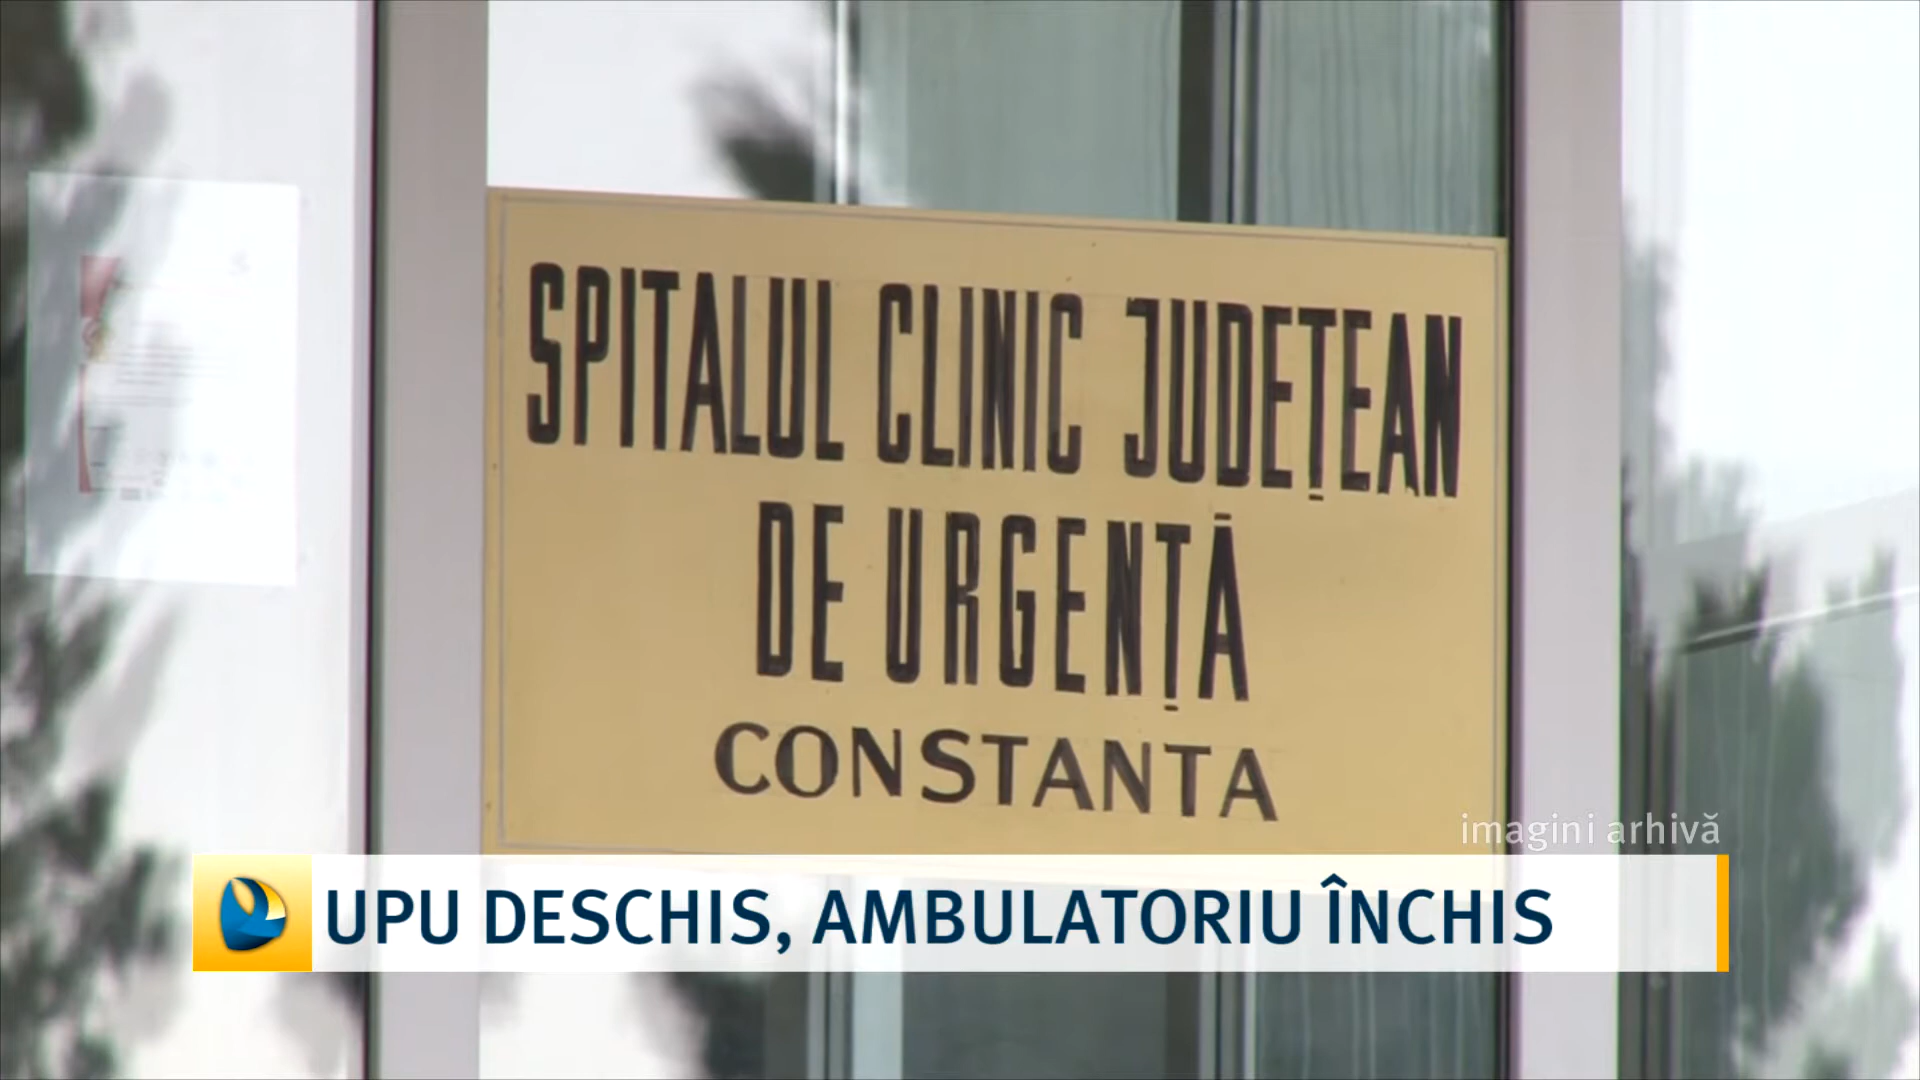 SPITALUL CLINIC JUDEȚEAN
DE URGENȚĂ
CONSTANTA
imagini arhivă
UPU DESCHIS, AMBULATORIU ÎNCHIS